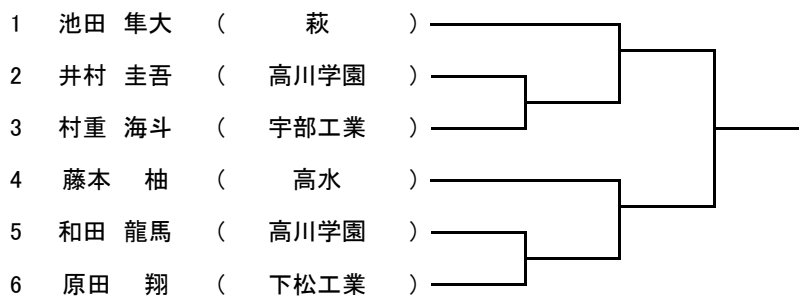 1 池田 隼大 ( 萩 )
2 井村 圭吾 ( 高川学園 )
3 村重 海斗 ( 宇部工業 )
4 藤本 柚 ( 高水 )
5 和田 龍馬 ( 高川学園 )
6 原田 翔 ( 下松工業 )